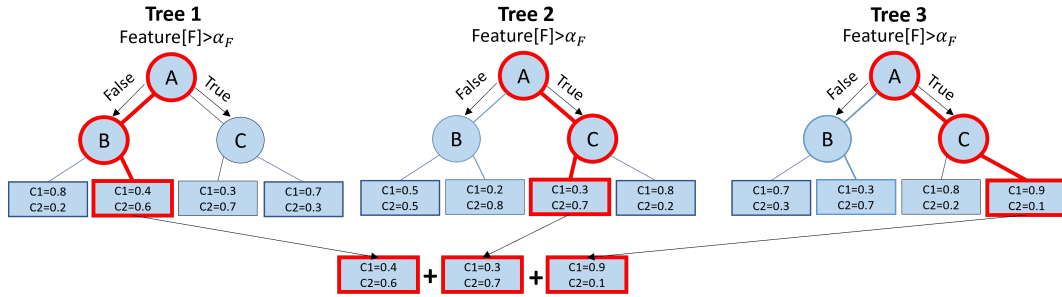 Tree 1
Feature[F]>α_F
False
True
A
B
C
C1=0.8
C2=0.2
C1=0.4
C2=0.6
C1=0.3
C2=0.7
C1=0.7
C2=0.3
Tree 2
Feature[F]>α_F
False
True
A
B
C
C1=0.5
C2=0.5
C1=0.2
C2=0.8
C1=0.3
C2=0.7
C1=0.8
C2=0.2
Tree 3
Feature[F]>α_F
False
True
A
B
C
C1=0.7
C2=0.3
C1=0.3
C2=0.7
C1=0.8
C2=0.2
C1=0.9
C2=0.1
C1=0.4
C2=0.6
+
C1=0.3
C2=0.7
+
C1=0.9
C2=0.1